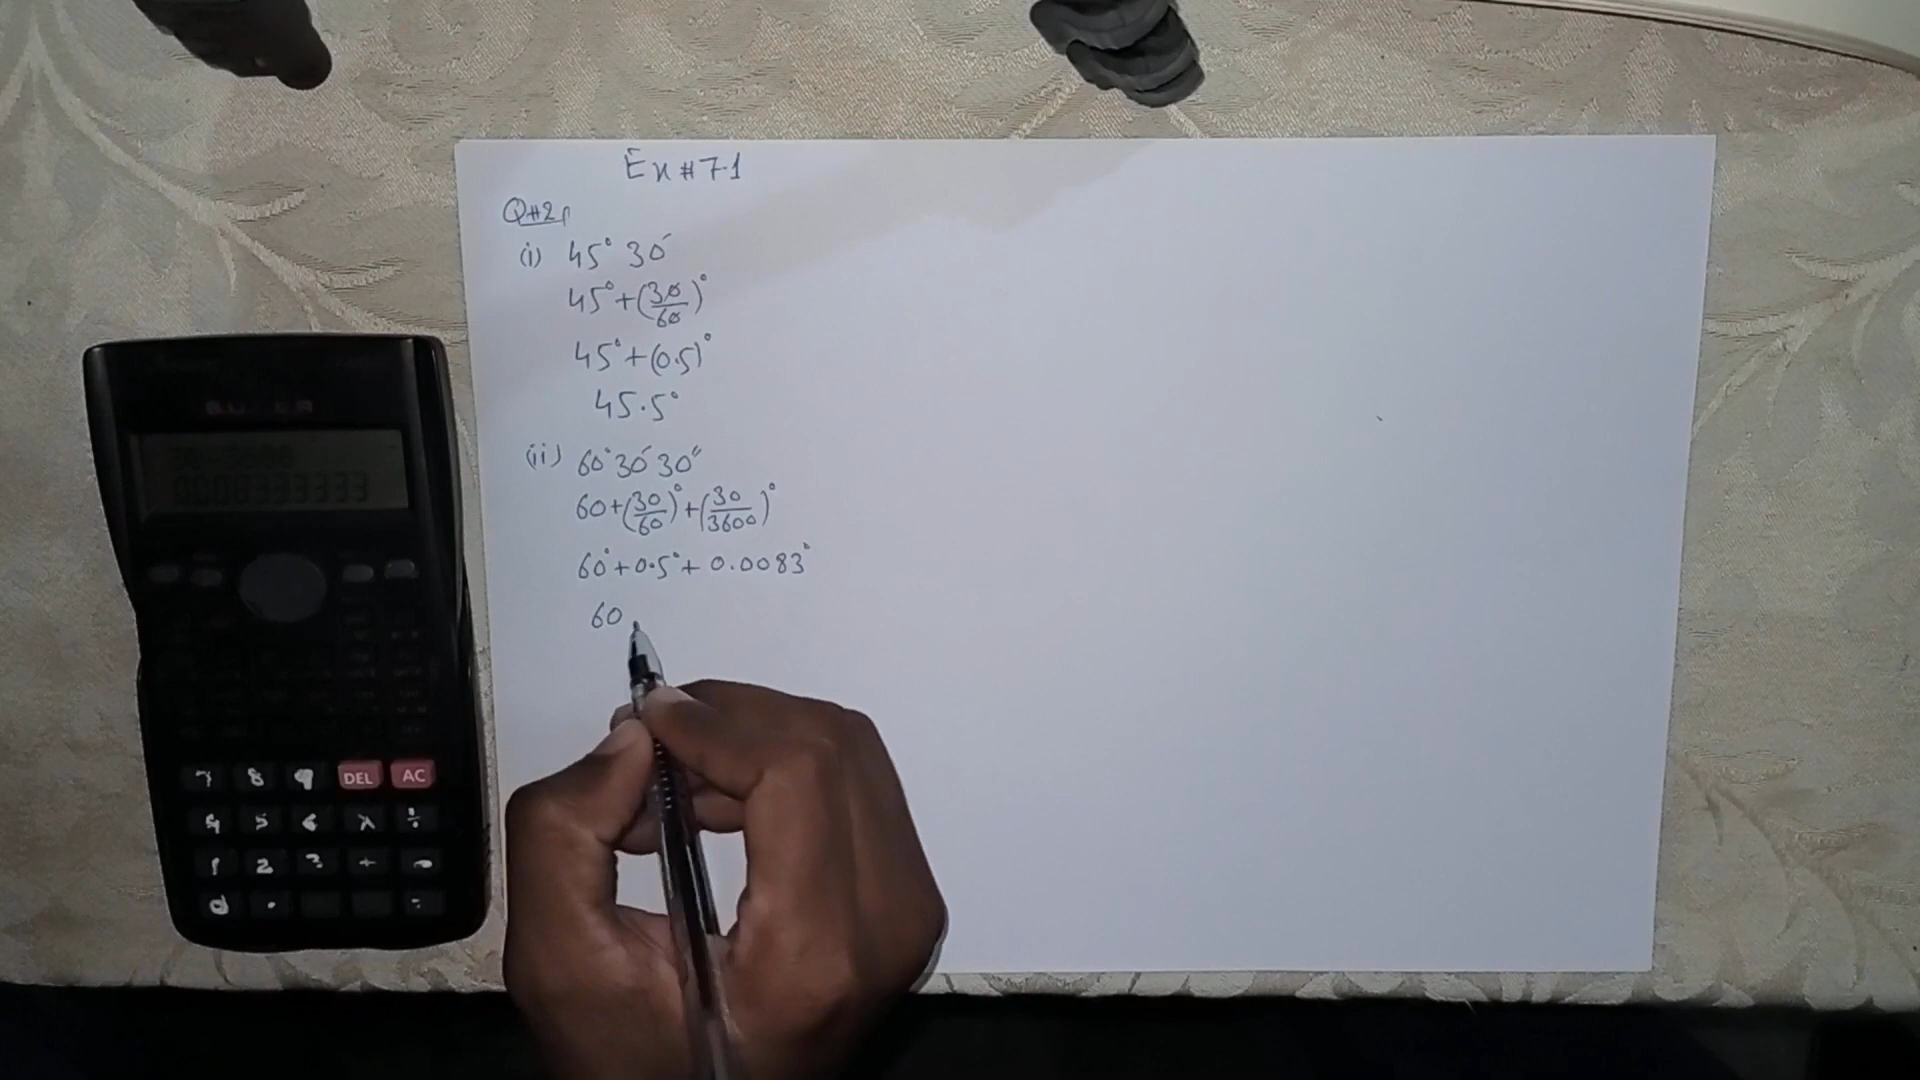 Ex # 7.1
Q#2,
(i) 45° 30'
45° + (30/60)°
45° + (0.5)°
45.5°
(ii) 60° 30' 30"
60 + (30/60)° + (30/3600)°
60° + 0.5° + 0.0083°
60.
7 8 9 DEL AC
4 5 6 × ÷
1 2 3 + -
0 .